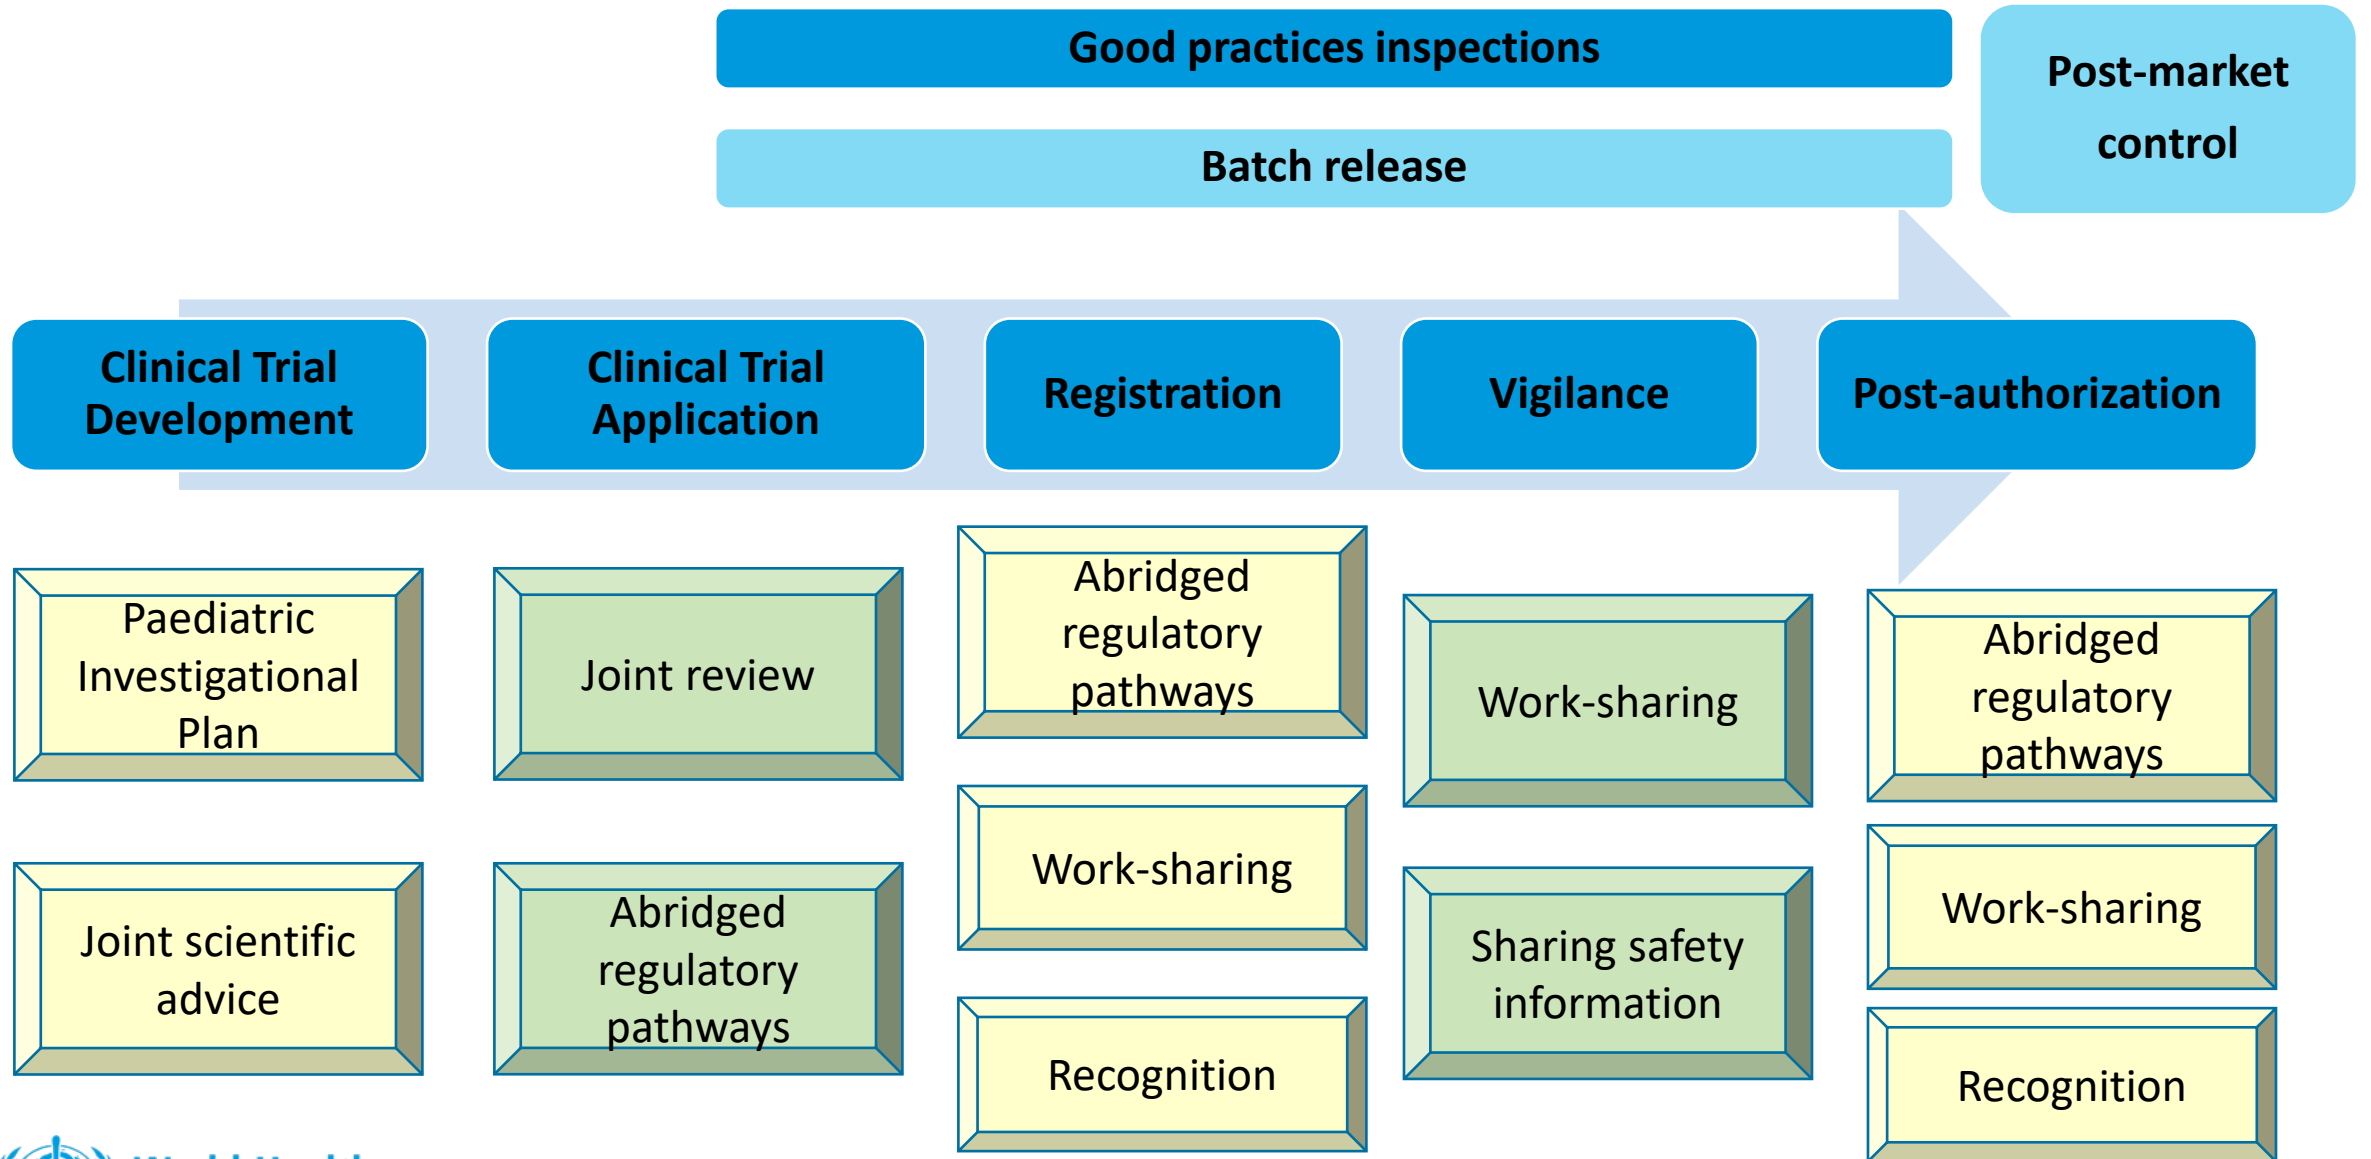 Good practices inspections
Post-market
control
Batch release
Clinical Trial
Development
Clinical Trial
Application
Registration
Vigilance
Post-authorization
Paediatric
Investigational
Plan
Joint review
Abridged
regulatory
pathways
Work-sharing
Abridged
regulatory
pathways
Joint scientific
advice
Abridged
regulatory
pathways
Work-sharing
Sharing safety
information
Work-sharing
Recognition
Recognition